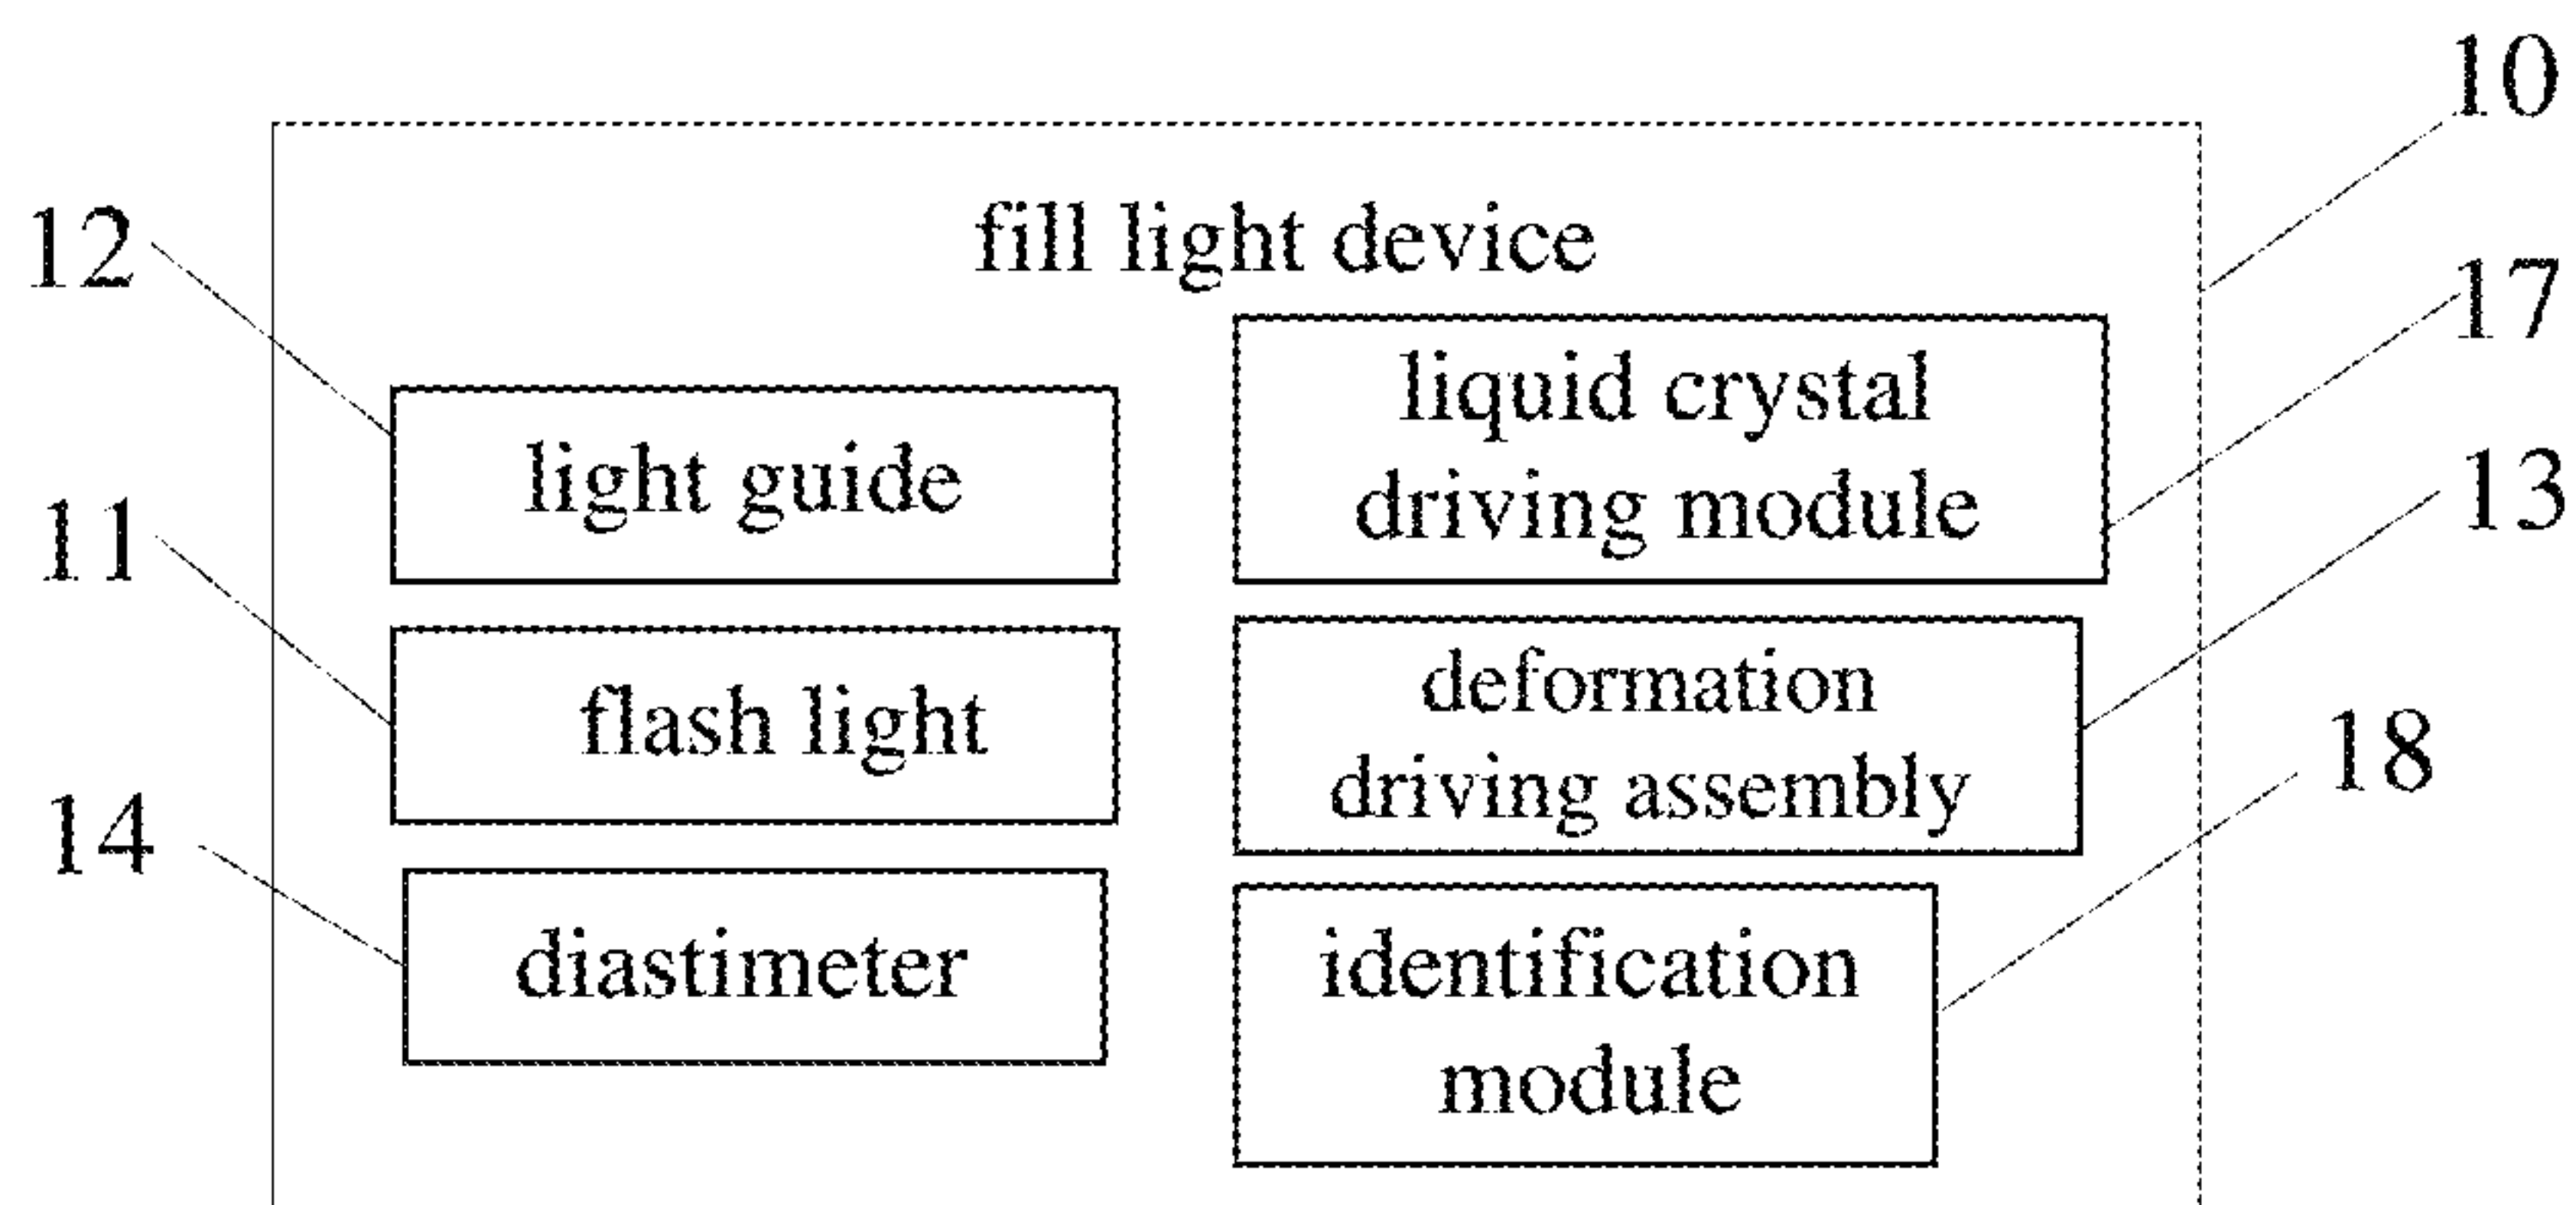 10
fill light device
12
17
liquid crystal
driving module
light guide
11
13
flash light
deformation
driving assembly
14
18
diastimeter
identification
module